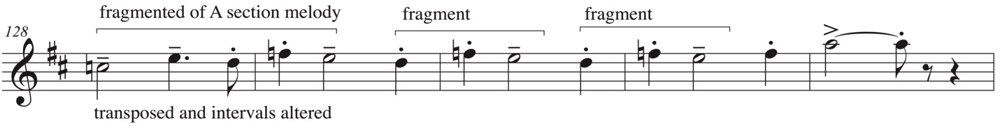 fragmented of A section melody
fragment
fragment
128
transposed and intervals altered